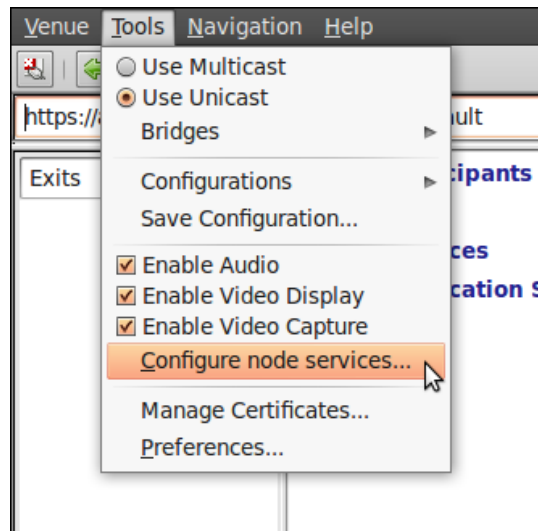 Venue Tools Navigation Help
Use Multicast
Use Unicast
https://
Bridges
Exits
Configurations
Save Configuration...
Enable Audio
Enable Video Display
Enable Video Capture
Configure node services...
Manage Certificates...
Preferences...